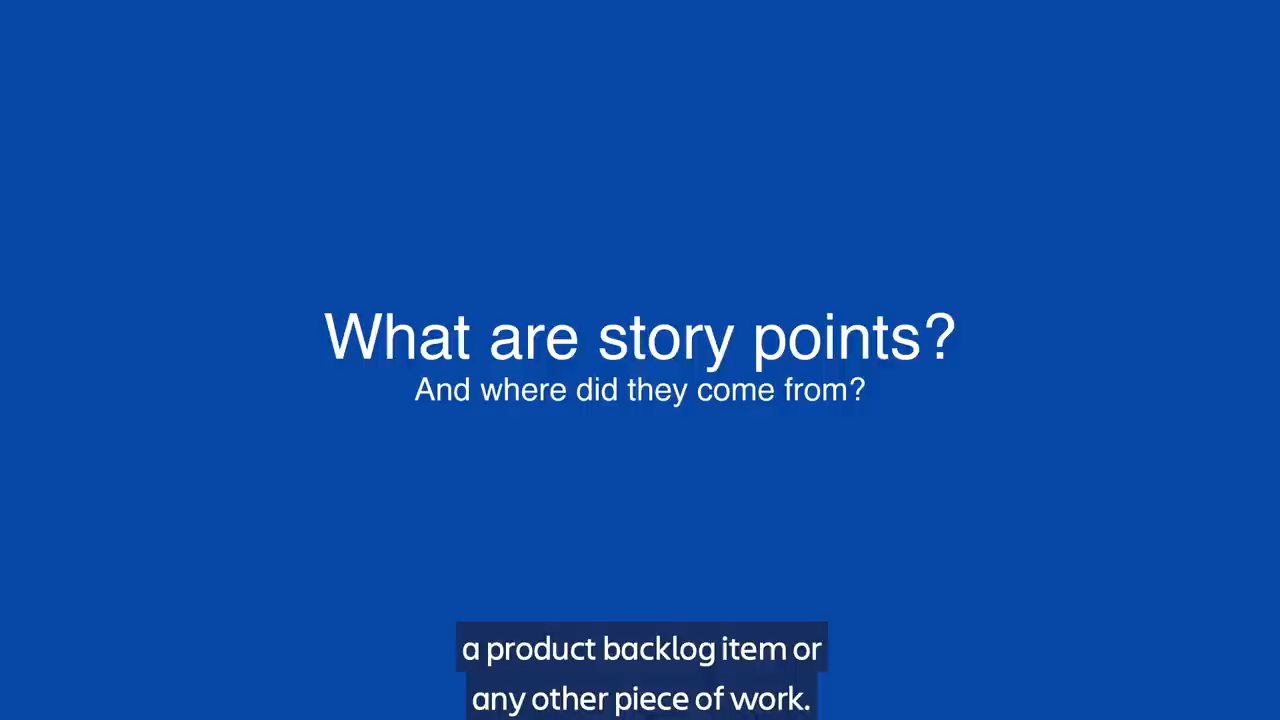 What are story points?
And where did they come from?
a product backlog item or
any other piece of work.